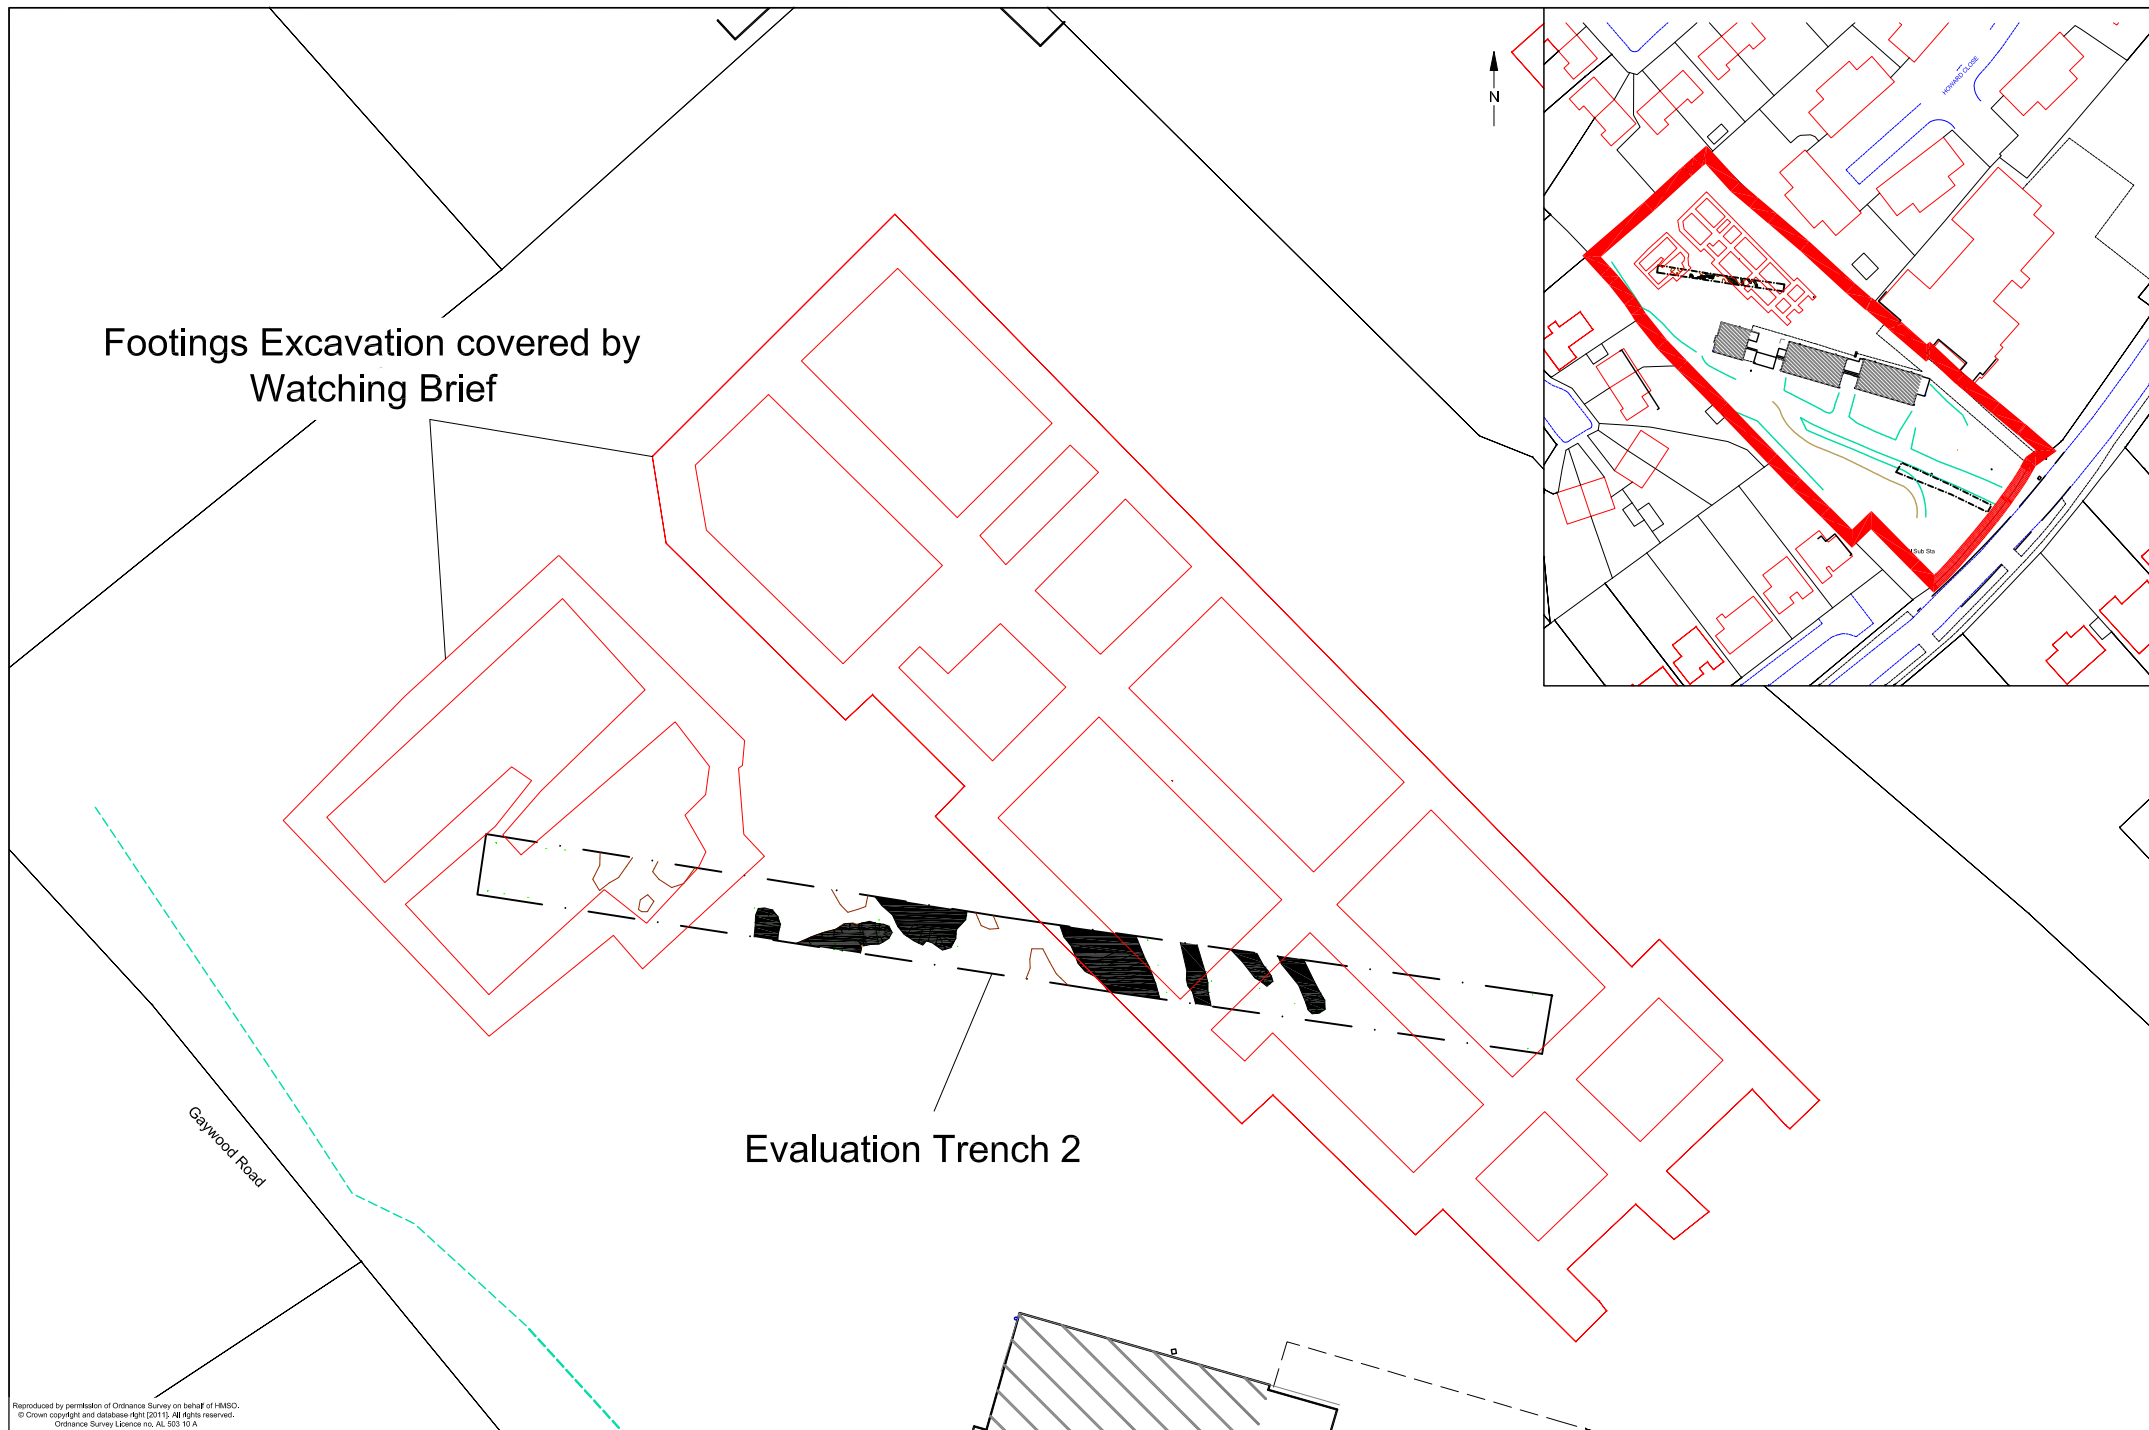 Footings Excavation covered by
Watching Brief
N
HOWARD CLOSE
Sub Sta
Evaluation Trench 2
Gaywood Road
Reproduced by permission of Ordnance Survey on behalf of HMSO.
© Crown copyright and database right [2011]. All rights reserved.
Ordnance Survey Licence no. AL 503 10 A